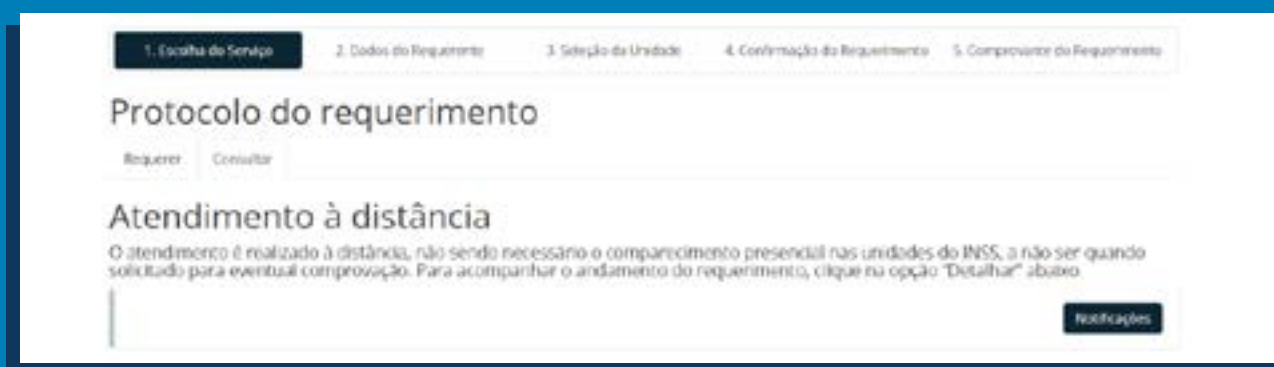 1. Escolha do Serviço
2. Dados do Requerente
3. Seleção da Unidade
4. Confirmação do Requerimento
5. Comprovante do Requerimento
Protocolo do requerimento
Requerer
Consultar
Atendimento à distância
O atendimento é realizado à distância, não sendo necessário o comparecimento presencial nas unidades do INSS, a não ser quando
solicitado para eventual comprovação. Para acompanhar o andamento do requerimento, clique na opção "Detalhar" abaixo.
Notificações